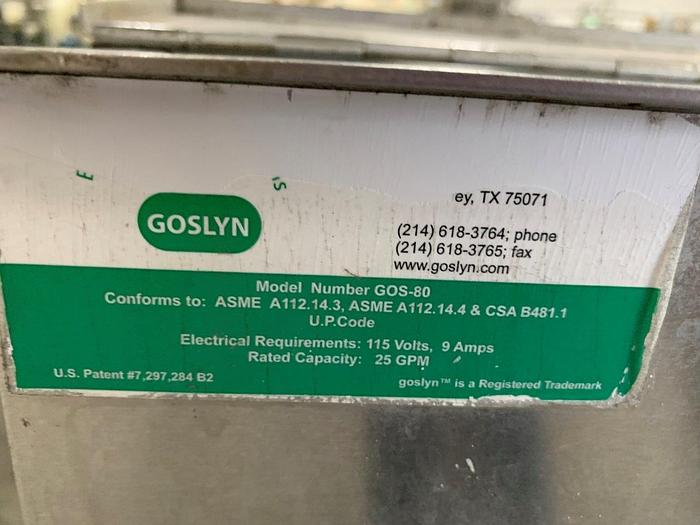 E
's
GOSLYN
ey, TX 75071
(214) 618-3764; phone
(214) 618-3765; fax
www.goslyn.com
Model Number GOS-80
Conforms to: ASME A112.14.3, ASME A112.14.4 & CSA B481.1
U.P.Code
Electrical Requirements: 115 Volts, 9 Amps
Rated Capacity: 25 GPM
U.S. Patent #7,297,284 B2
goslyn™ is a Registered Trademark